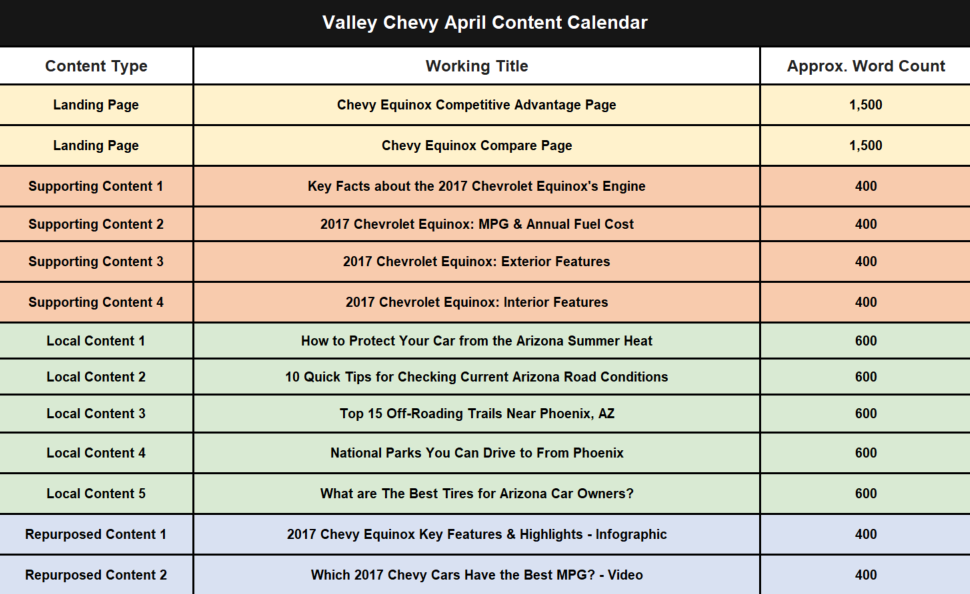 Valley Chevy April Content Calendar
Content Type Working Title Approx. Word Count
Landing Page Chevy Equinox Competitive Advantage Page 1,500
Landing Page Chevy Equinox Compare Page 1,500
Supporting Content 1 Key Facts about the 2017 Chevrolet Equinox's Engine 400
Supporting Content 2 2017 Chevrolet Equinox: MPG & Annual Fuel Cost 400
Supporting Content 3 2017 Chevrolet Equinox: Exterior Features 400
Supporting Content 4 2017 Chevrolet Equinox: Interior Features 400
Local Content 1 How to Protect Your Car from the Arizona Summer Heat 600
Local Content 2 10 Quick Tips for Checking Current Arizona Road Conditions 600
Local Content 3 Top 15 Off-Roading Trails Near Phoenix, AZ 600
Local Content 4 National Parks You Can Drive to From Phoenix 600
Local Content 5 What are The Best Tires for Arizona Car Owners? 600
Repurposed Content 1 2017 Chevy Equinox Key Features & Highlights - Infographic 400
Repurposed Content 2 Which 2017 Chevy Cars Have the Best MPG? - Video 400